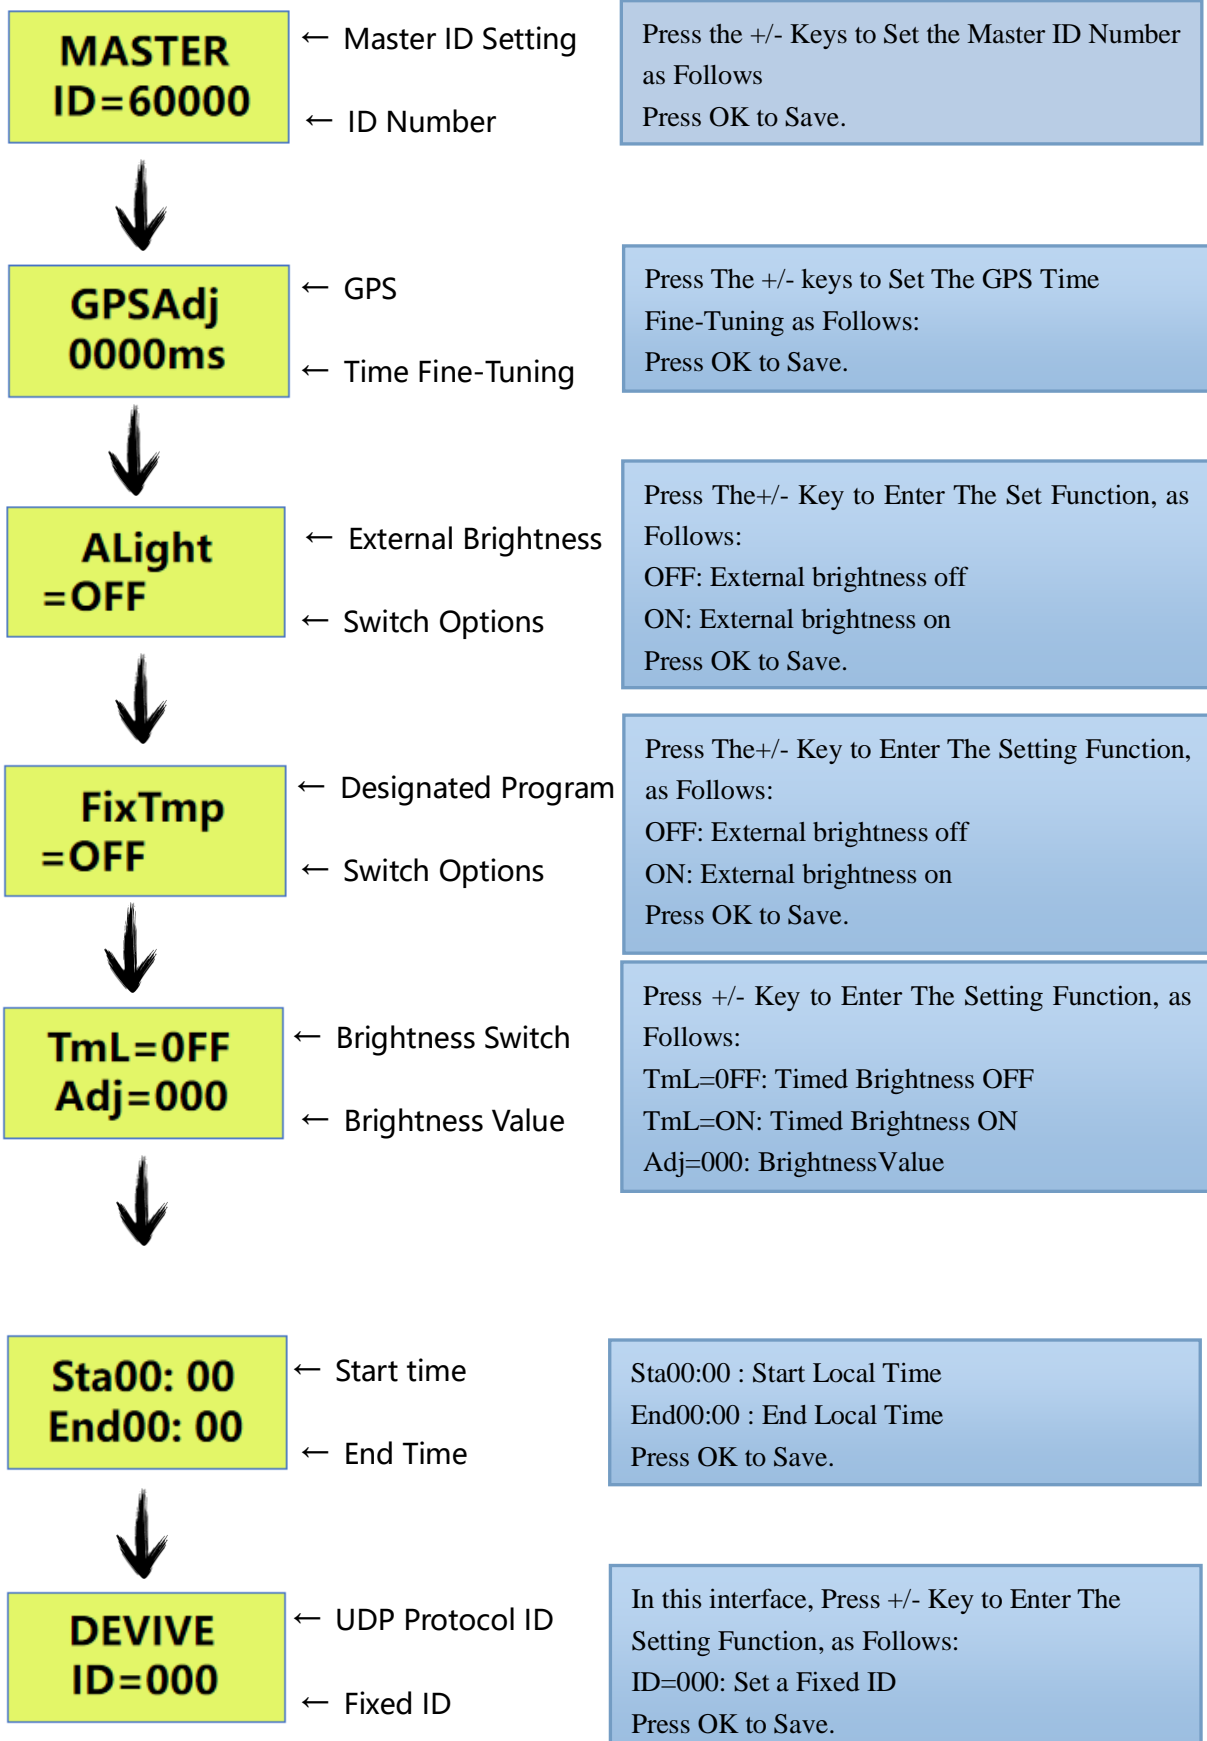 MASTER
ID=60000
← Master ID Setting
← ID Number
Press the +/- Keys to Set the Master ID Number
as Follows
Press OK to Save.
GPSAdj
0000ms
← GPS
← Time Fine-Tuning
Press The +/- keys to Set The GPS Time
Fine-Tuning as Follows:
Press OK to Save.
ALight
=OFF
← External Brightness
← Switch Options
Press The+/- Key to Enter The Set Function, as
Follows:
OFF: External brightness off
ON: External brightness on
Press OK to Save.
FixTmp
=OFF
← Designated Program
← Switch Options
Press The+/- Key to Enter The Setting Function,
as Follows:
OFF: External brightness off
ON: External brightness on
Press OK to Save.
TmL=0FF
Adj=000
← Brightness Switch
← Brightness Value
Press +/- Key to Enter The Setting Function, as
Follows:
TmL=0FF: Timed Brightness OFF
TmL=ON: Timed Brightness ON
Adj=000: BrightnessValue
Sta00: 00
End00: 00
← Start time
← End Time
Sta00:00 : Start Local Time
End00:00 : End Local Time
Press OK to Save.
DEVIVE
ID=000
← UDP Protocol ID
← Fixed ID
In this interface, Press +/- Key to Enter The
Setting Function, as Follows:
ID=000: Set a Fixed ID
Press OK to Save.